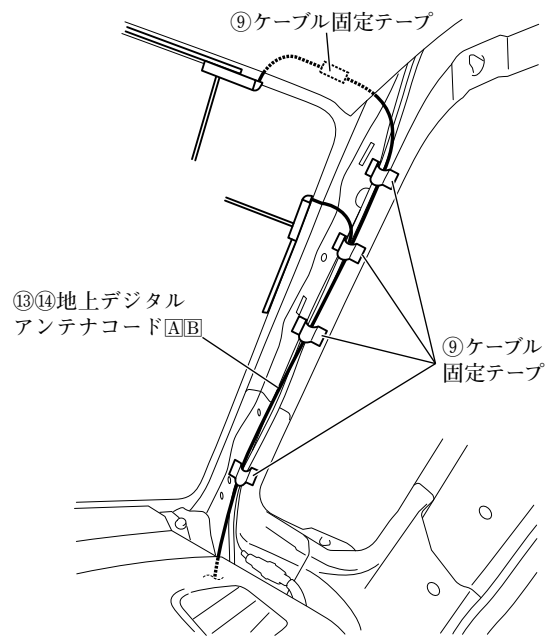 ⑨ケーブル固定テープ
⑬⑭地上デジタル
アンテナコード🄰🄱
⑨ケーブル
固定テープ